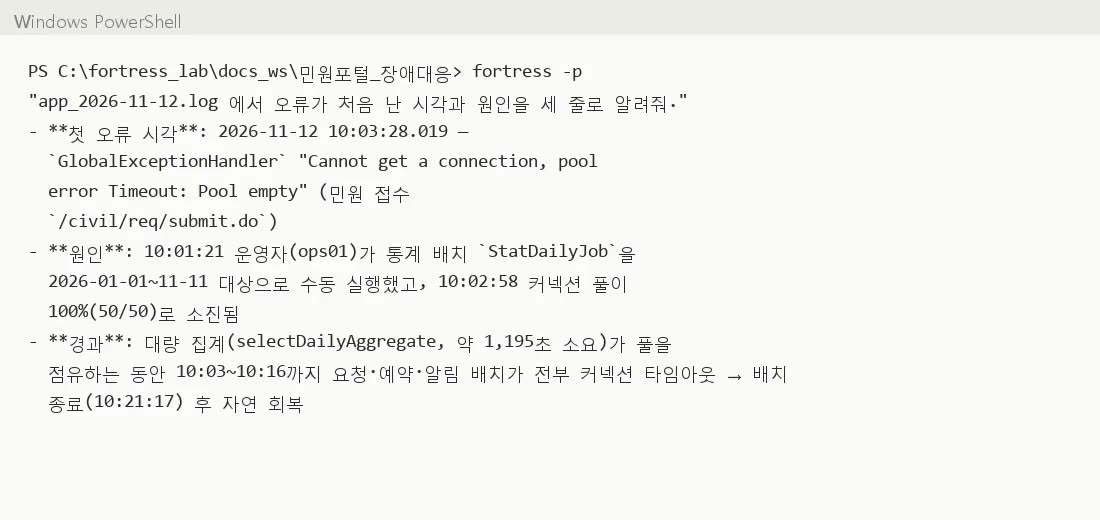 Windows PowerShell
PS C:\fortress_lab\docs_ws\민원포털_장애대응> fortress -p
"app_2026-11-12.log 에서 오류가 처음 난 시각과 원인을 세 줄로 알려줘."
- **첫 오류 시각**: 2026-11-12 10:03:28.019 —
`GlobalExceptionHandler` "Cannot get a connection, pool
error Timeout: Pool empty" (민원 접수
`/civil/req/submit.do`)
- **원인**: 10:01:21 운영자(ops01)가 통계 배치 `StatDailyJob`을
2026-01-01~11-11 대상으로 수동 실행했고, 10:02:58 커넥션 풀이
100%(50/50)로 소진됨
- **경과**: 대량 집계(selectDailyAggregate, 약 1,195초 소요)가 풀을
점유하는 동안 10:03~10:16까지 요청·예약·알림 배치가 전부 커넥션 타임아웃 → 배치
종료(10:21:17) 후 자연 회복